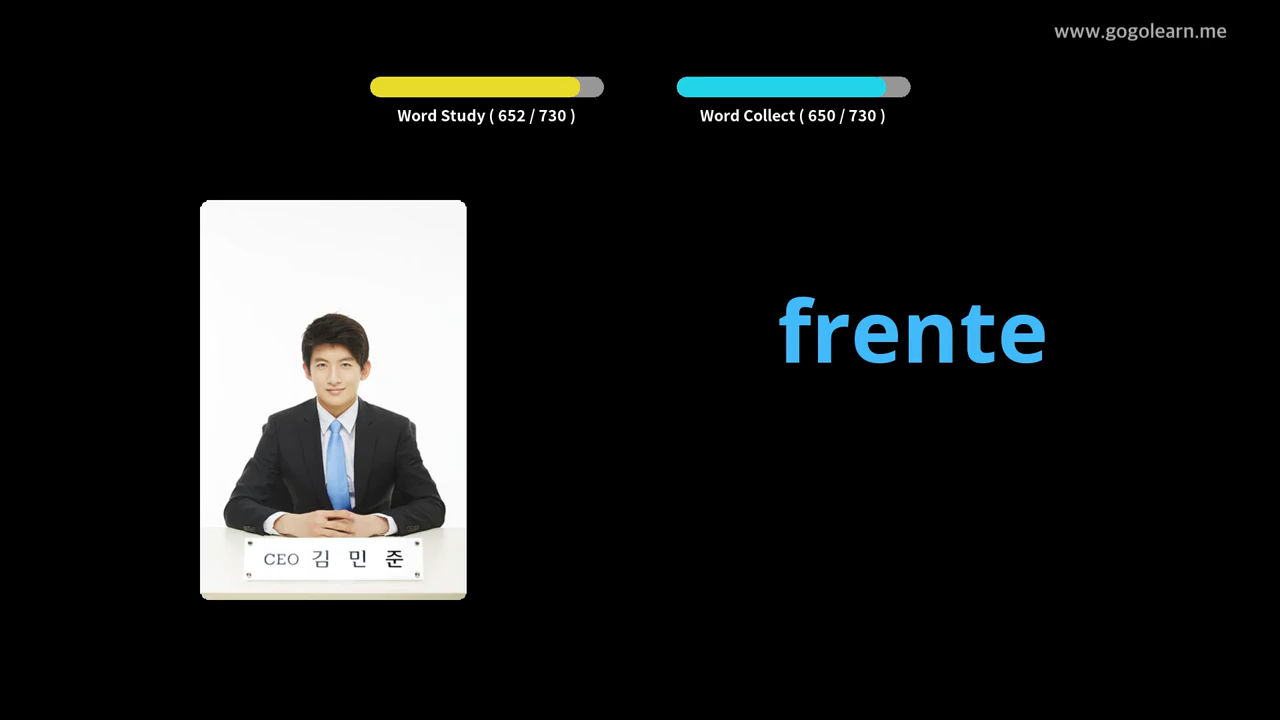 www.gogolearn.me
Word Study ( 652 / 730 )
Word Collect ( 650 / 730 )
frente
CEO 김 민 준